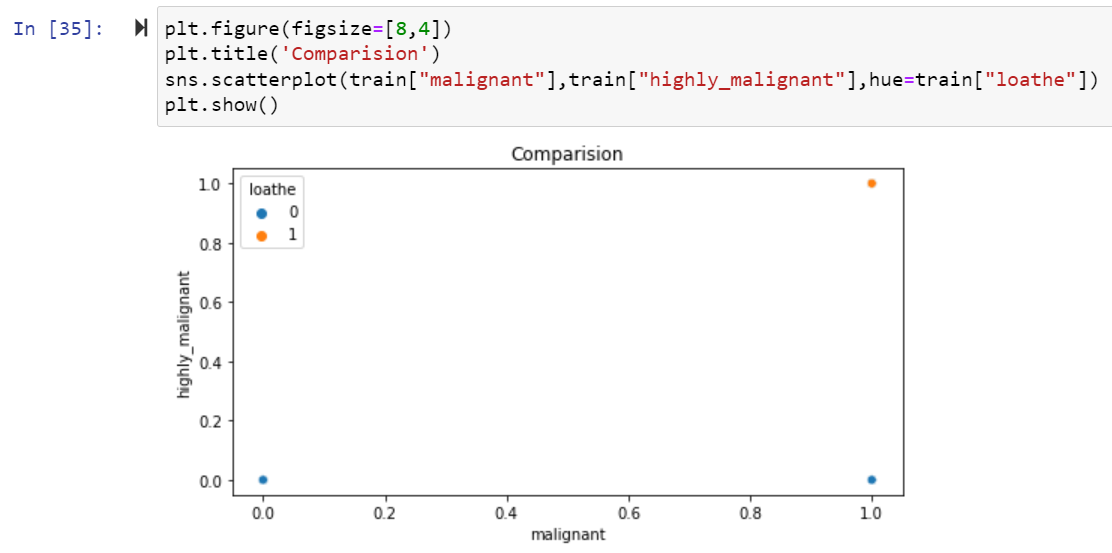 In [35]:
plt.figure(figsize=[8,4])
plt.title('Comparision')
sns.scatterplot(train["malignant"],train["highly_malignant"],hue=train["loathe"])
plt.show()
Comparision
loathe
0
1
1.0
0.8
0.6
0.4
0.2
0.0
highly_malignant
0.0 0.2 0.4 0.6 0.8 1.0
malignant